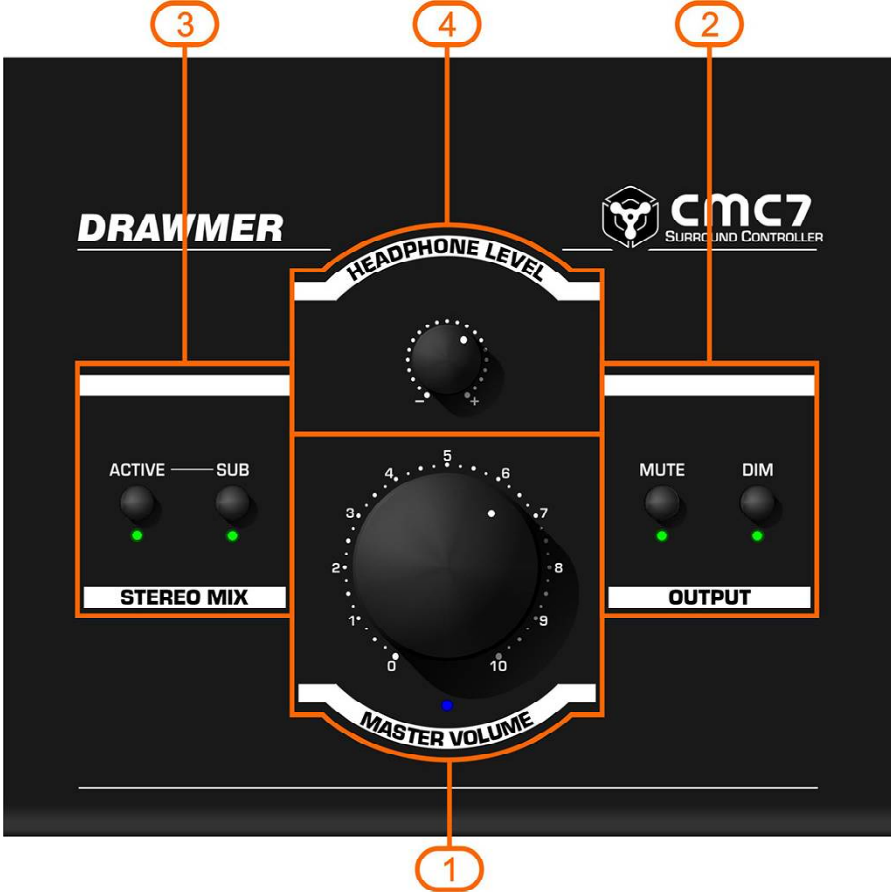 3 4 2
DRAWMER
cmc7
SURROUND CONTROLLER
HEADPHONE LEVEL
- +
ACTIVE SUB
STEREO MIX
MUTE DIM
OUTPUT
0 1 2 3 4 5 6 7 8 9 10
MASTER VOLUME
1